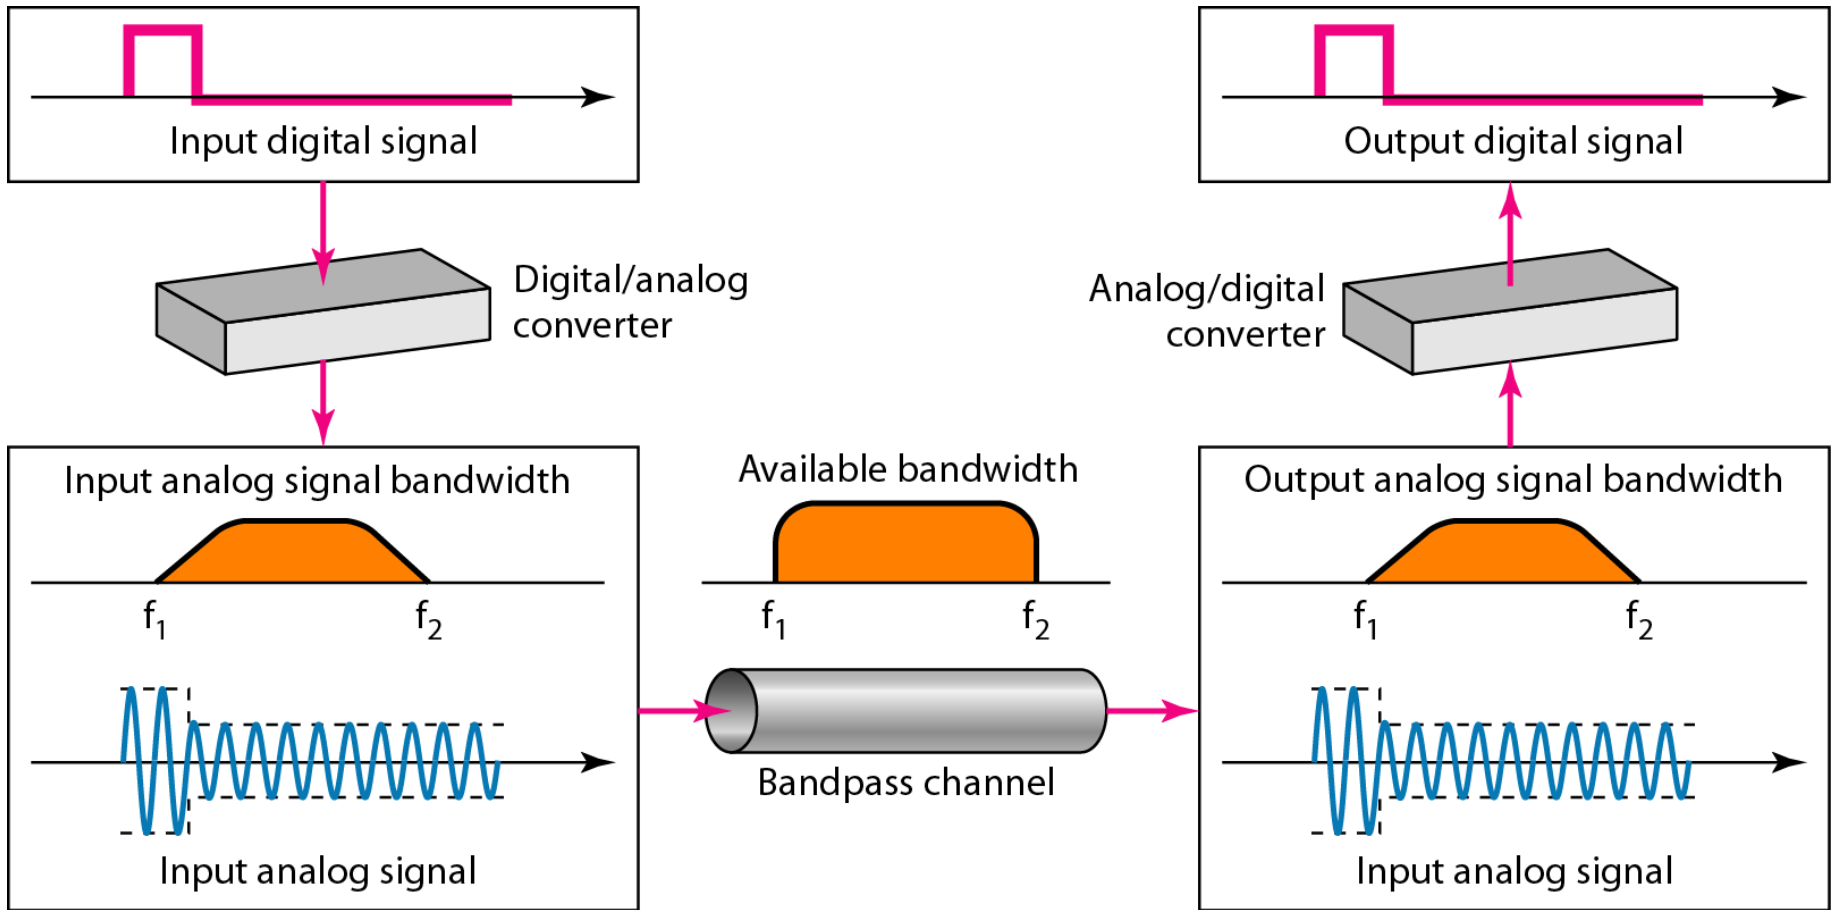 Input digital signal
Output digital signal
Digital/analog
converter
Analog/digital
converter
Input analog signal bandwidth
Available bandwidth
Output analog signal bandwidth
f1 f2
f1 f2
f1 f2
Bandpass channel
Input analog signal
Input analog signal